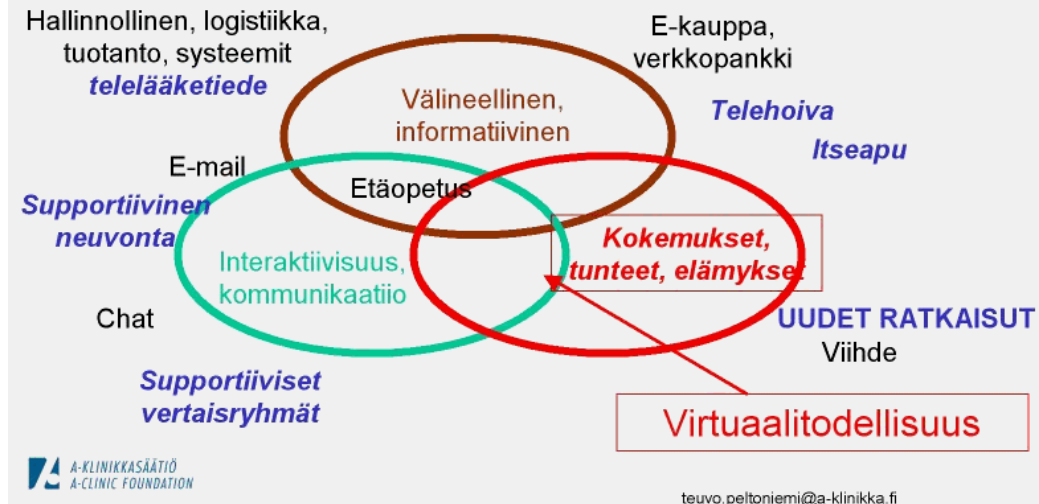 Hallinnollinen, logistiikka,
tuotanto, systeemit
telelääketiede
E-kauppa,
verkkopankki
Välineellinen,
informatiivinen
Telehoiva
Itseapu
E-mail
Etäopetus
Supportiivinen
neuvonta
Kokemukset,
tunteet, elämykset
Interaktiivisuus,
kommunikaatiio
Chat
UUDET RATKAISUT
Viihde
Supportiiviset
vertaisryhmät
Virtuaalitodellisuus
A-KLINIKKASÄÄTIÖ
A-CLINIC FOUNDATION
teuvo.peltoniemi@a-klinikka.fi